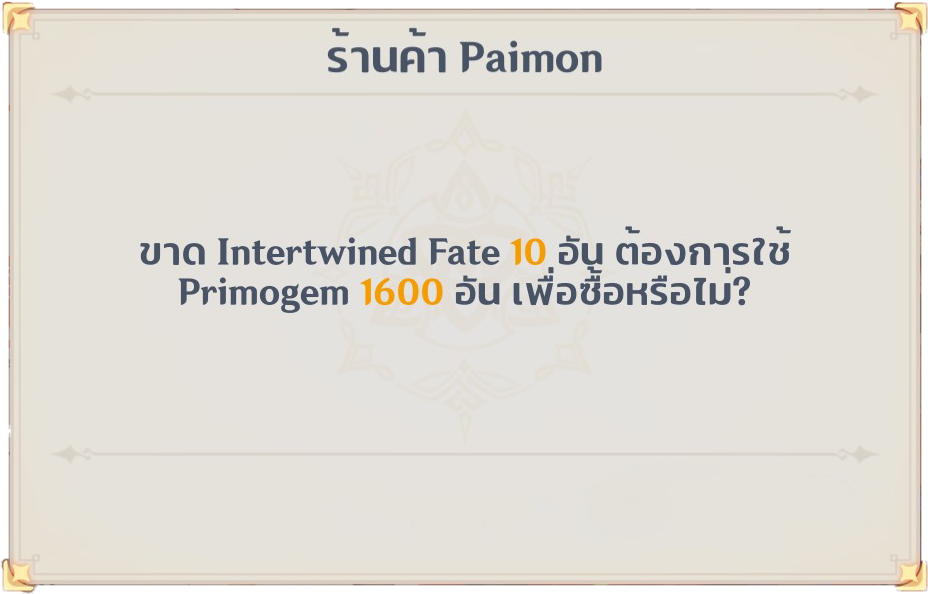 ร้านค้า Paimon
ขาด Intertwined Fate 10 อัน ต้องการใช้
Primogem 1600 อัน เพื่อซื้อหรือไม่?